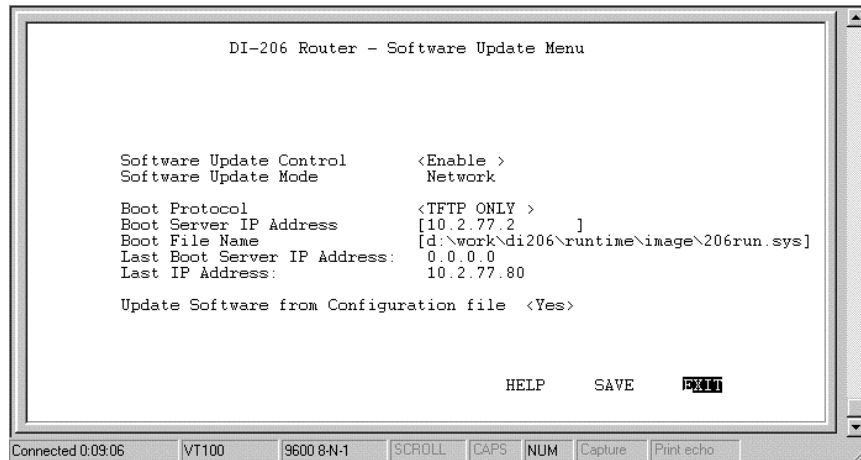 DI-206 Router - Software Update Menu
Software Update Control <Enable >
Software Update Mode Network
Boot Protocol <TFTP ONLY >
Boot Server IP Address [10.2.77.2 ]
Boot File Name [d:\work\di206\runtime\image\206run.sys]
Last Boot Server IP Address: 0.0.0.0
Last IP Address: 10.2.77.80
Update Software from Configuration file <Yes>
HELP SAVE EXIT
Connected 0:09:06 VT100 9600 8-N-1 SCROLL CAPS NUM Capture Print echo